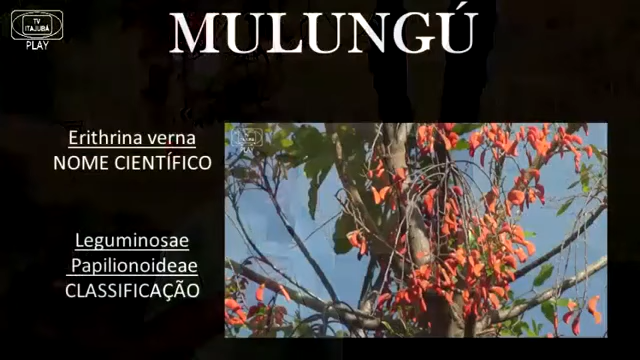 TV
ITAJUBÁ
PLAY
MULUNGÚ
Erithrina verna
NOME CIENTÍFICO
Leguminosae
Papilionoideae
CLASSIFICAÇÃO